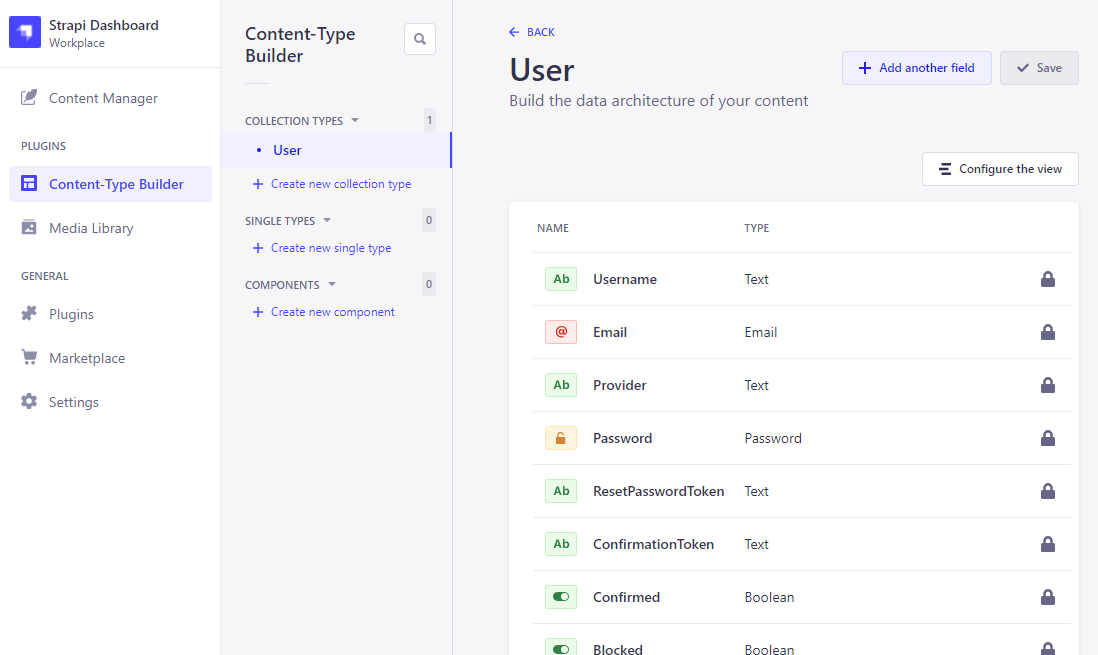 Strapi Dashboard
Workplace
Content Manager
PLUGINS
Content-Type Builder
Media Library
GENERAL
Plugins
Marketplace
Settings
Content-Type
Builder
COLLECTION TYPES 1
User
Create new collection type
SINGLE TYPES 0
Create new single type
COMPONENTS 0
Create new component
BACK
User
Build the data architecture of your content
Add another field
Save
Configure the view
NAME TYPE
Ab Username Text
@ Email Email
Ab Provider Text
Password Password
Ab ResetPasswordToken Text
Ab ConfirmationToken Text
Confirmed Boolean
Blocked Boolean